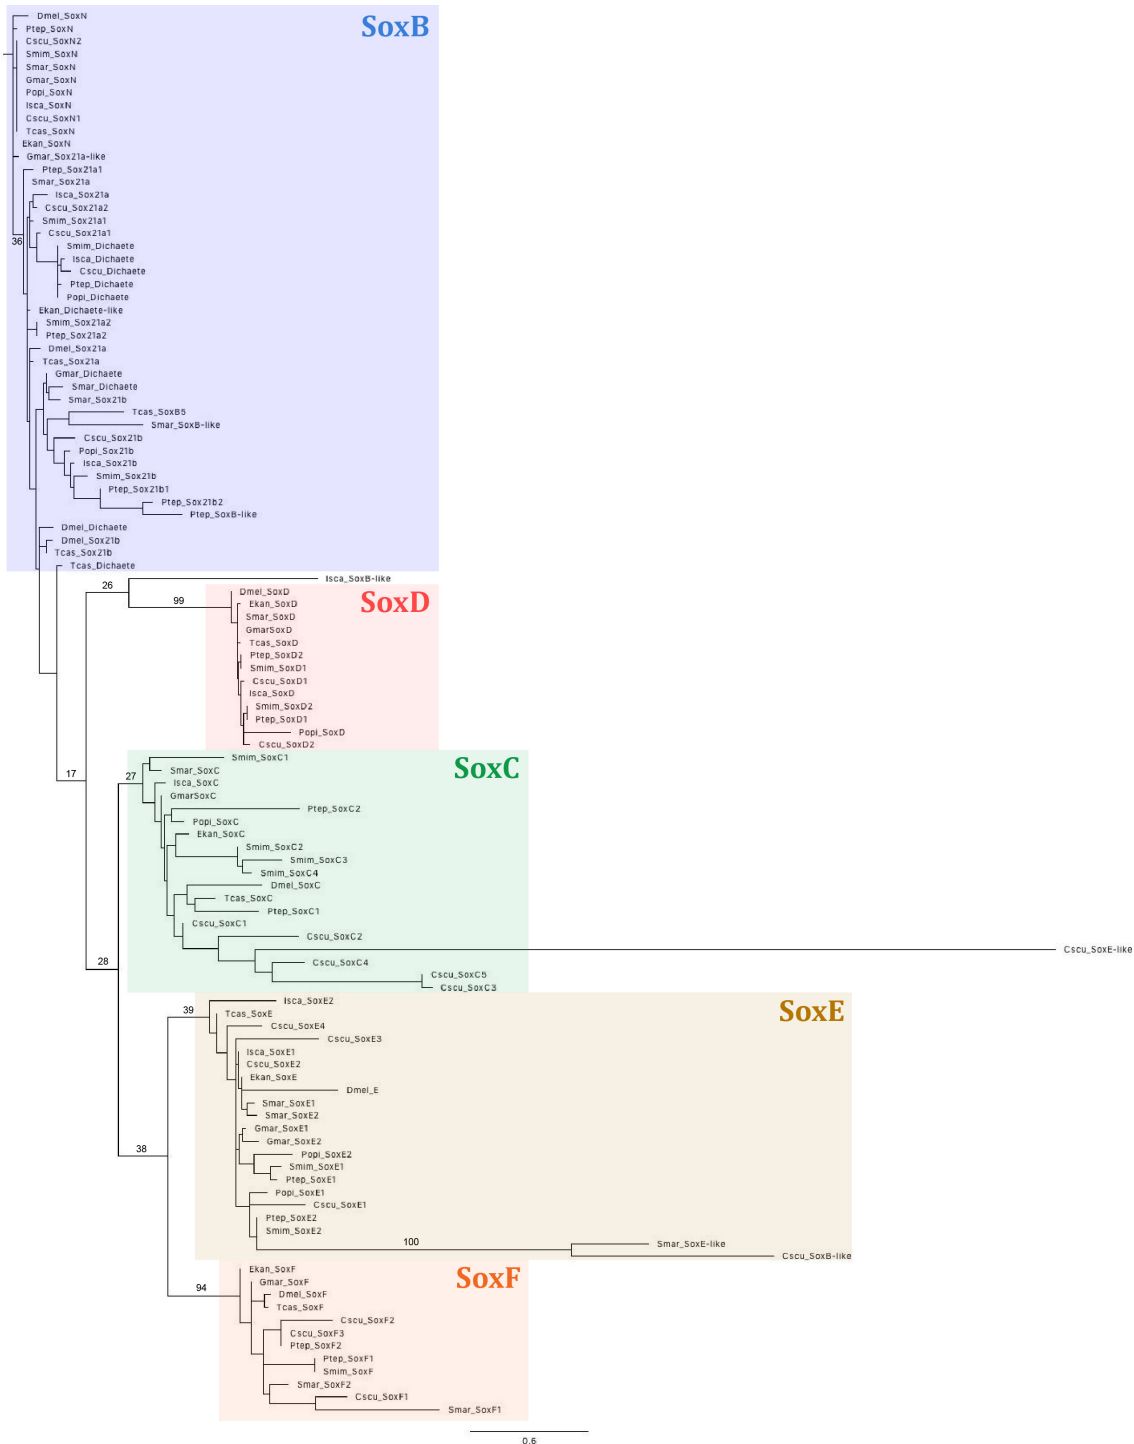 Dmel_SoxN
SoxB
Ptep_SoxN
Cscu_SoxN2
Smim_SoxN
Smar_SoxN
Gmar_SoxN
Popi_SoxN
Isca_SoxN
Cscu_SoxN1
Tcas_SoxN
Ekan_SoxN
Gmar_Sox21a-like
Ptep_Sox21a1
Smar_Sox21a
Isca_Sox21a
Cscu_Sox21a2
Smim_Sox21a1
Cscu_Sox21a1
36
Smim_Dichaete
Isca_Dichaete
Cscu_Dichaete
Ptep_Dichaete
Popi_Dichaete
Ekan_Dichaete-like
Smim_Sox21a2
Ptep_Sox21a2
Dmel_Sox21a
Tcas_Sox21a
Gmar_Dichaete
Smar_Dichaete
Smar_Sox21b
Tcas_SoxB5
Smar_SoxB-like
Cscu_Sox21b
Popi_Sox21b
Isca_Sox21b
Smim_Sox21b
Ptep_Sox21b1
Ptep_Sox21b2
Ptep_SoxB-like
Dmel_Dichaete
Dmel_Sox21b
Tcas_Sox21b
Tcas_Dichaete
Isca_SoxB-like
26
Dmel_SoxD
SoxD
99
Ekan_SoxD
Smar_SoxD
GmarSoxD
Tcas_SoxD
Ptep_SoxD2
Smim_SoxD1
Cscu_SoxD1
Isca_SoxD
Smim_SoxD2
Ptep_SoxD1
Popi_SoxD
Cscu_SoxD2
Smim_SoxC1
SoxC
17
27
Smar_SoxC
Isca_SoxC
GmarSoxC
Ptep_SoxC2
Popi_SoxC
Ekan_SoxC
Smim_SoxC2
Smim_SoxC3
Smim_SoxC4
Dmel_SoxC
Tcas_SoxC
Ptep_SoxC1
Cscu_SoxC1
Cscu_SoxC2
Cscu_SoxE-like
28
Cscu_SoxC4
Cscu_SoxC5
Cscu_SoxC3
Isca_SoxE2
SoxE
39
Tcas_SoxE
Cscu_SoxE4
Cscu_SoxE3
Isca_SoxE1
Cscu_SoxE2
Ekan_SoxE
Dmel_E
Smar_SoxE1
Smar_SoxE2
Gmar_SoxE1
Gmar_SoxE2
38
Popi_SoxE2
Smim_SoxE1
Ptep_SoxE1
Popi_SoxE1
Cscu_SoxE1
Ptep_SoxE2
Smim_SoxE2
100
Smar_SoxE-like
Cscu_SoxB-like
Ekan_SoxF
SoxF
Gmar_SoxF
94
Dmel_SoxF
Tcas_SoxF
Cscu_SoxF2
Cscu_SoxF3
Ptep_SoxF2
Ptep_SoxF1
Smim_SoxF
Smar_SoxF2
Cscu_SoxF1
Smar_SoxF1
0.6